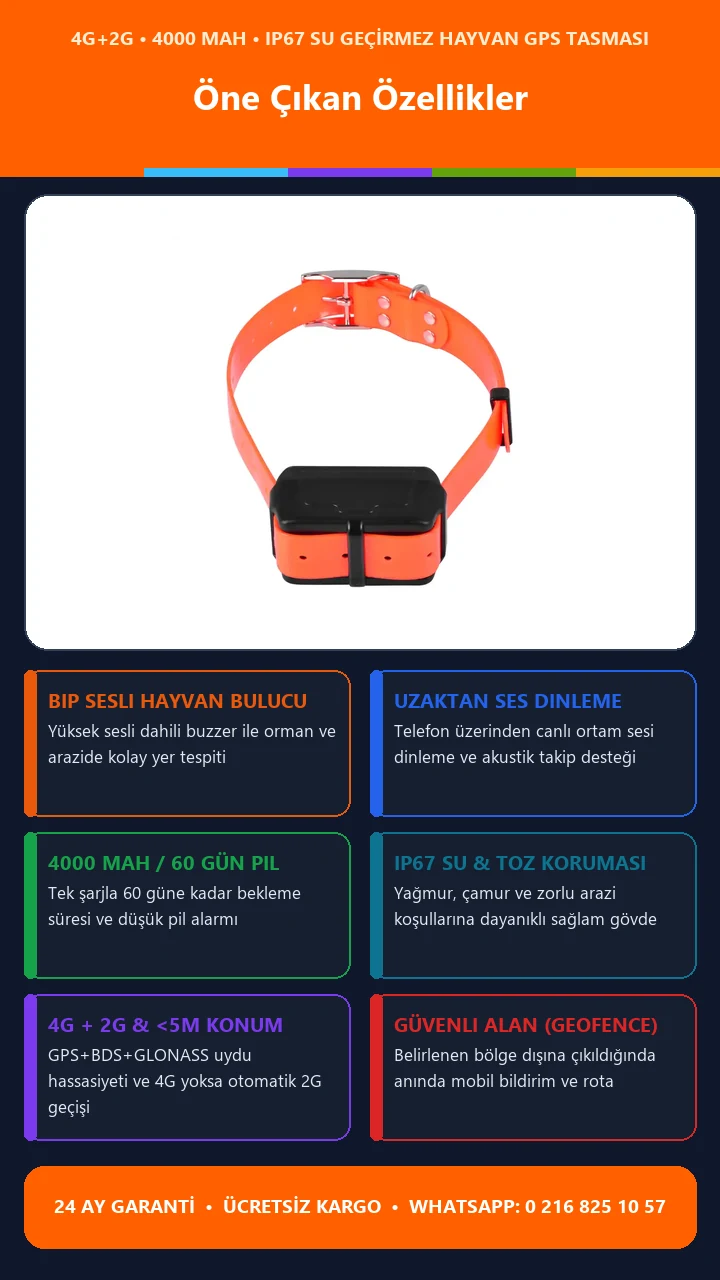 4G+2G • 4000 MAH • IP67 SU GEÇİRMEZ HAYVAN GPS TASMASI
Öne Çıkan Özellikler
BIP SESLI HAYVAN BULUCU
Yüksek sesli dahili buzzer ile orman ve
arazide kolay yer tespiti
UZAKTAN SES DINLEME
Telefon üzerinden canlı ortam sesi
dinleme ve akustik takip desteği
4000 MAH / 60 GÜN PIL
Tek şarjla 60 güne kadar bekleme
süresi ve düşük pil alarmı
IP67 SU & TOZ KORUMASI
Yağmur, çamur ve zorlu arazi
koşullarına dayanıklı sağlam gövde
4G + 2G & <5M KONUM
GPS+BDS+GLONASS uydu
hassasiyeti ve 4G yoksa otomatik 2G
geçişi
GÜVENLI ALAN (GEOFENCE)
Belirlenen bölge dışına çıkıldığında
anında mobil bildirim ve rota
24 AY GARANTİ • ÜCRETSİZ KARGO • WHATSAPP: 0 216 825 10 57